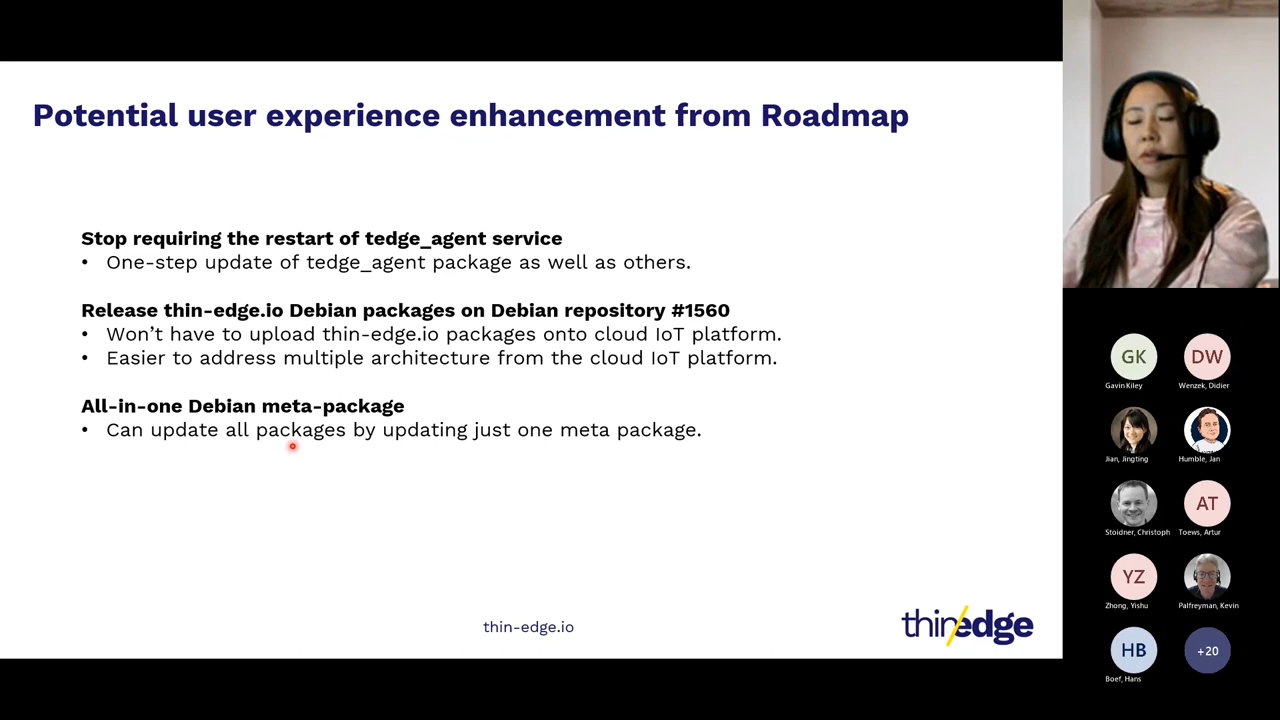 Potential user experience enhancement from Roadmap
Stop requiring the restart of tedge_agent service
• One-step update of tedge_agent package as well as others.
Release thin-edge.io Debian packages on Debian repository #1560
• Won’t have to upload thin-edge.io packages onto cloud IoT platform.
• Easier to address multiple architecture from the cloud IoT platform.
All-in-one Debian meta-package
• Can update all packages by updating just one meta package.
thin-edge.io
thin/edge
GK
DW
Gavin Kiley
Wenzek, Didier
Jian, Jingting
Humble, Jan
AT
Stoidner, Christoph
Toews, Artur
YZ
Zhong, Yishu
Palfreyman, Kevin
HB
+20
Boef, Hans